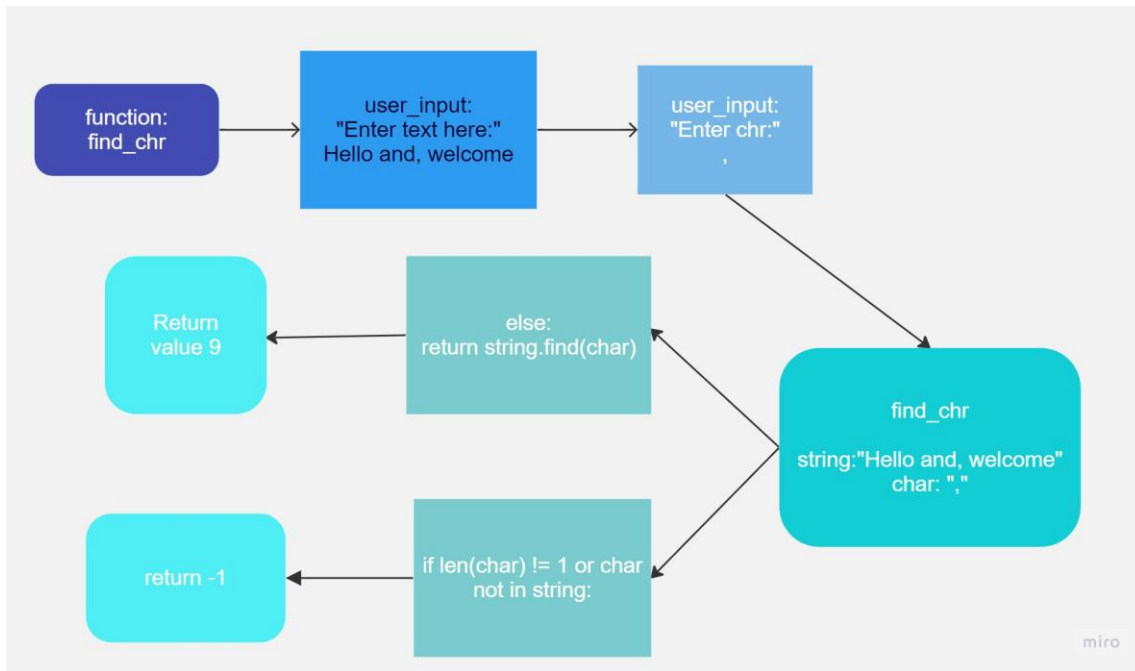 function:
find_chr
user_input:
"Enter text here:"
Hello and, welcome
user_input:
"Enter chr:"
,
Return
value 9
else:
return string.find(char)
find_chr
string:"Hello and, welcome"
char: ","
return -1
if len(char) != 1 or char
not in string:
miro